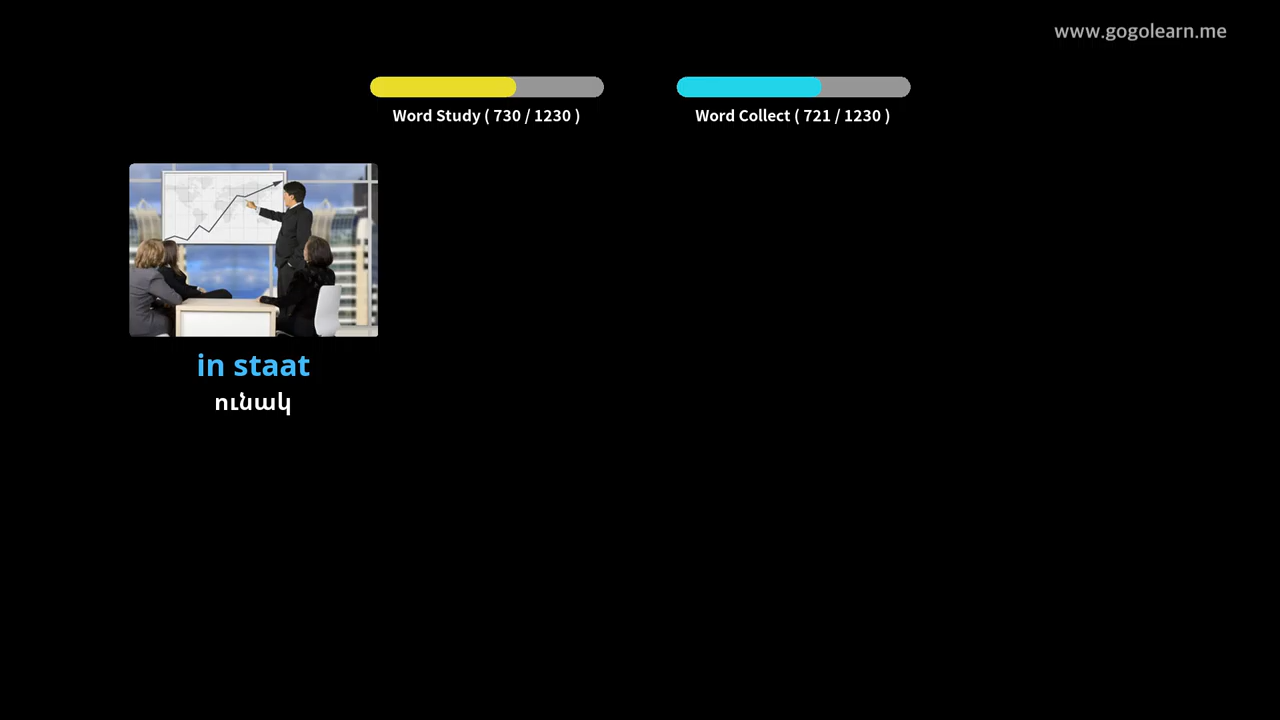 www.gogolearn.me
Word Study ( 730 / 1230 )
Word Collect ( 721 / 1230 )
in staat
ունակ